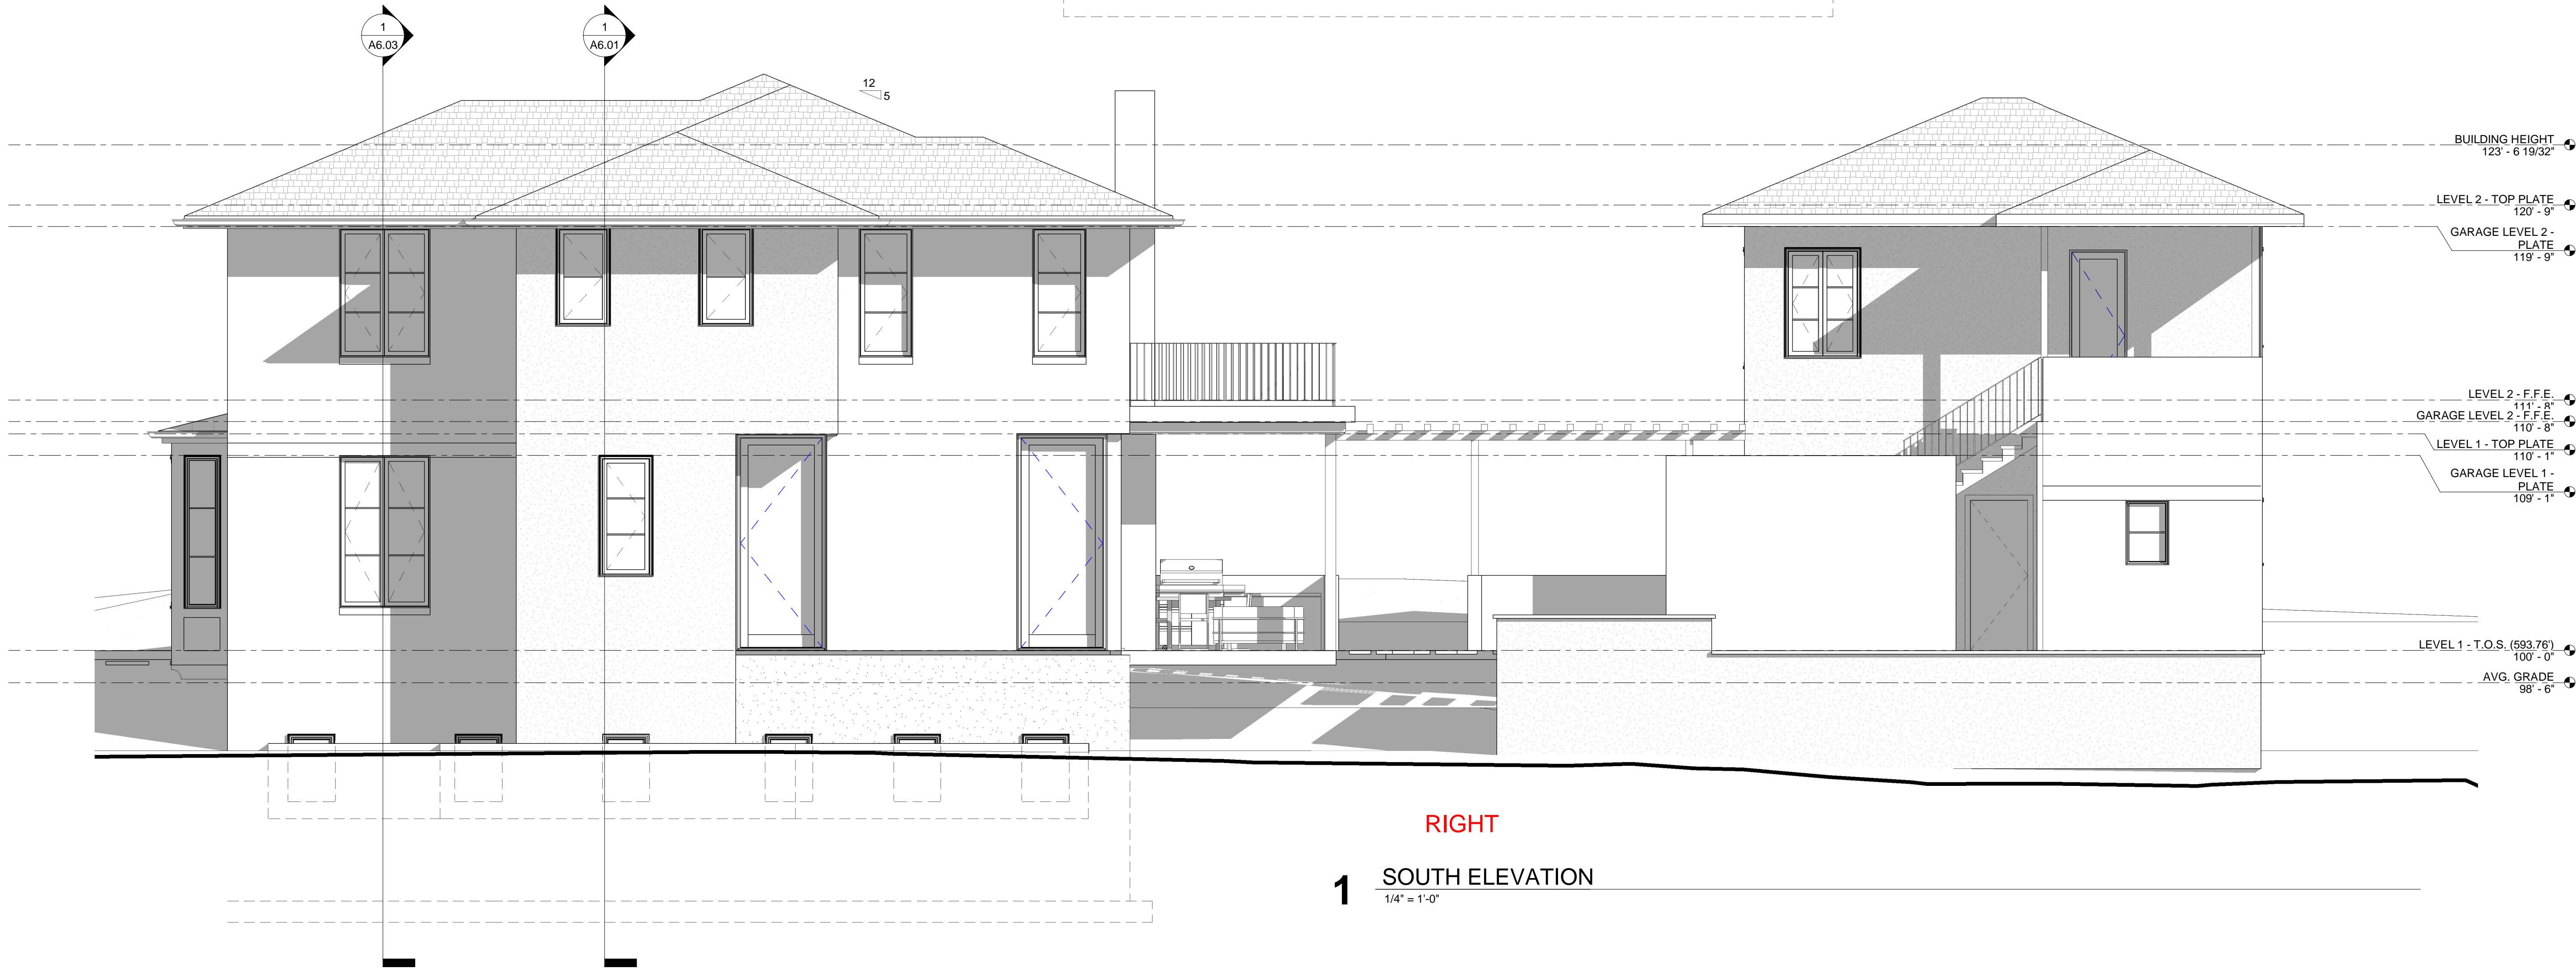 1
A6.03
1
A6.01
12
5
BUILDING HEIGHT
123' - 6 19/32"
LEVEL 2 - TOP PLATE
120' - 9"
GARAGE LEVEL 2 -
PLATE
119' - 9"
LEVEL 2 - F.F.E.
111' - 8"
GARAGE LEVEL 2 - F.F.E.
110' - 8"
LEVEL 1 - TOP PLATE
110' - 1"
GARAGE LEVEL 1 -
PLATE
109' - 1"
LEVEL 1 - T.O.S. (593.76')
100' - 0"
AVG. GRADE
98' - 6"
RIGHT
1 SOUTH ELEVATION
1/4" = 1'-0"